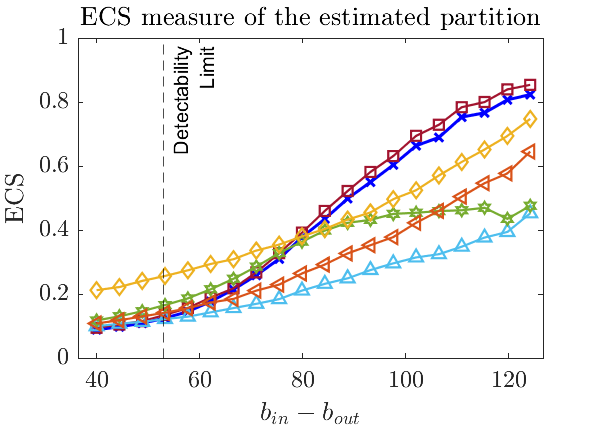 ECS measure of the estimated partition
1
0.8
0.6
0.4
0.2
0
ECS
Detectability
Limit
40 60 80 100 120
b_in − b_out